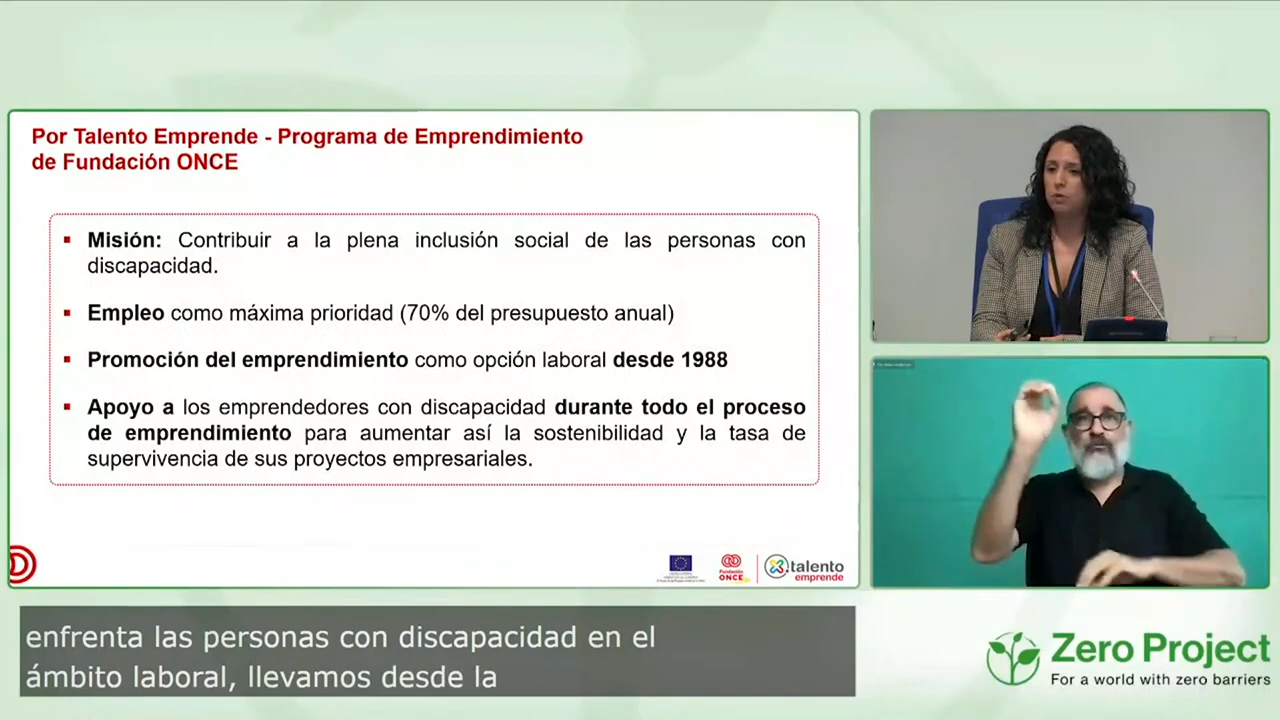 Por Talento Emprende - Programa de Emprendimiento
de Fundación ONCE
▪ Misión: Contribuir a la plena inclusión social de las personas con
discapacidad.
▪ Empleo como máxima prioridad (70% del presupuesto anual)
▪ Promoción del emprendimiento como opción laboral desde 1988
▪ Apoyo a los emprendedores con discapacidad durante todo el proceso
de emprendimiento para aumentar así la sostenibilidad y la tasa de
supervivencia de sus proyectos empresariales.
Fundación
ONCE
talento
emprende
enfrenta las personas con discapacidad en el
ámbito laboral, llevamos desde la
Zero Project
For a world with zero barriers